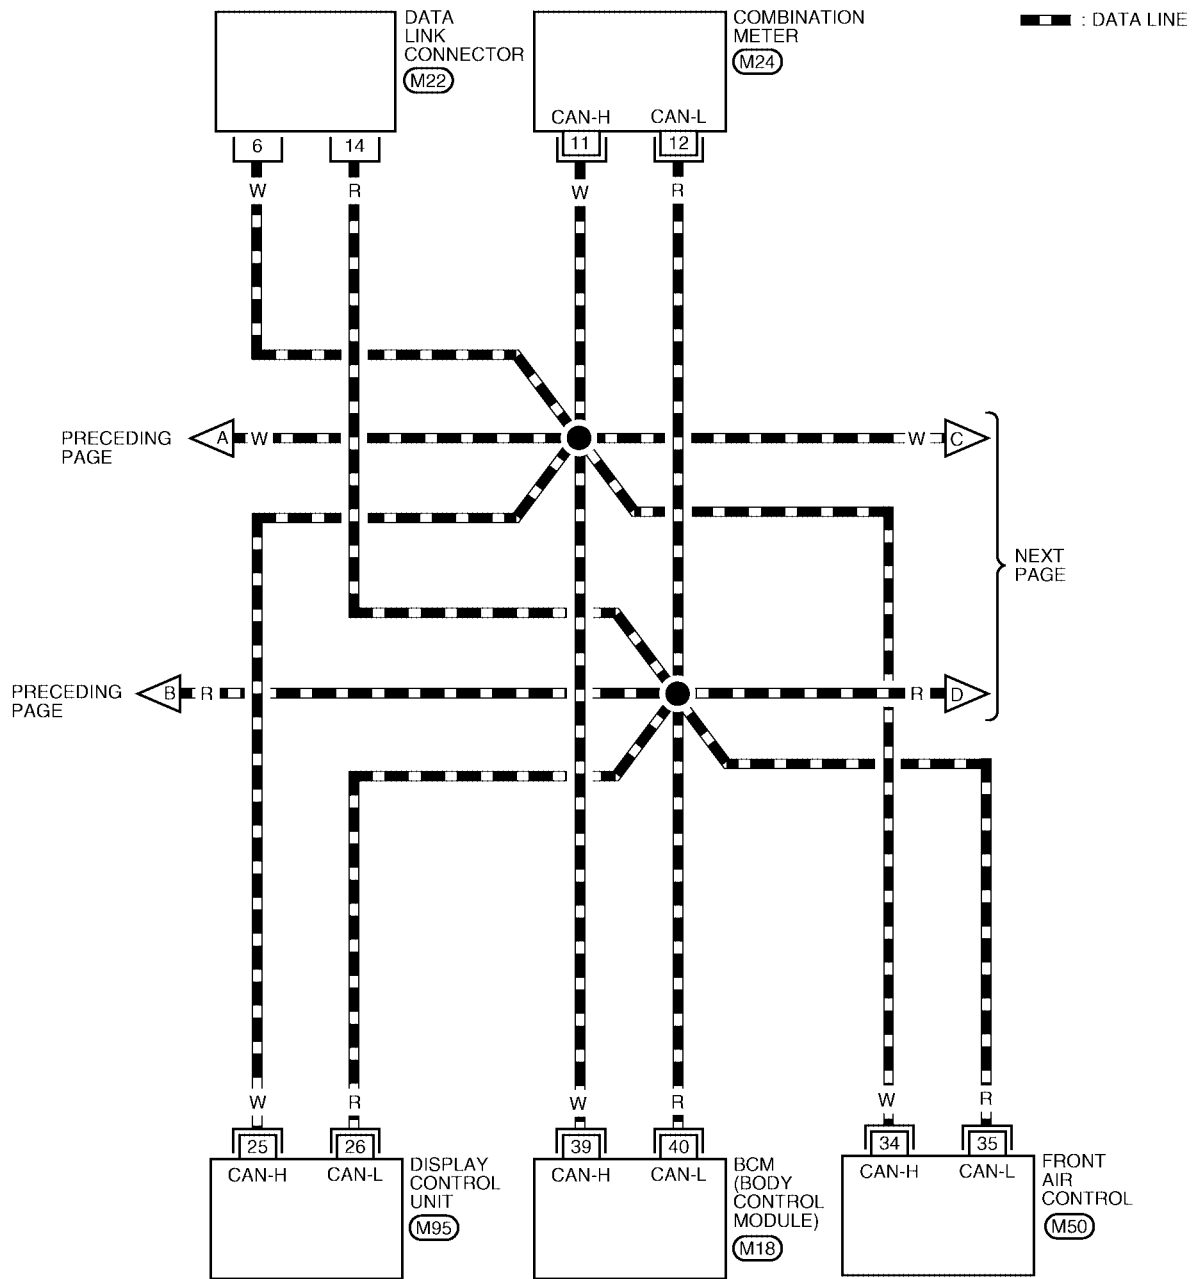 DATA
LINK
CONNECTOR
M22
COMBINATION
METER
M24
: DATA LINE
CAN-H
CAN-L
6
14
11
12
W
R
W
R
PRECEDING
PAGE
A
W
W
C
NEXT
PAGE
PRECEDING
PAGE
B
R
R
D
W
R
W
R
W
R
25
26
39
40
34
35
CAN-H
CAN-L
DISPLAY
CONTROL
UNIT
M95
CAN-H
CAN-L
BCM
(BODY
CONTROL
MODULE)
M18
CAN-H
CAN-L
FRONT
AIR
CONTROL
M50